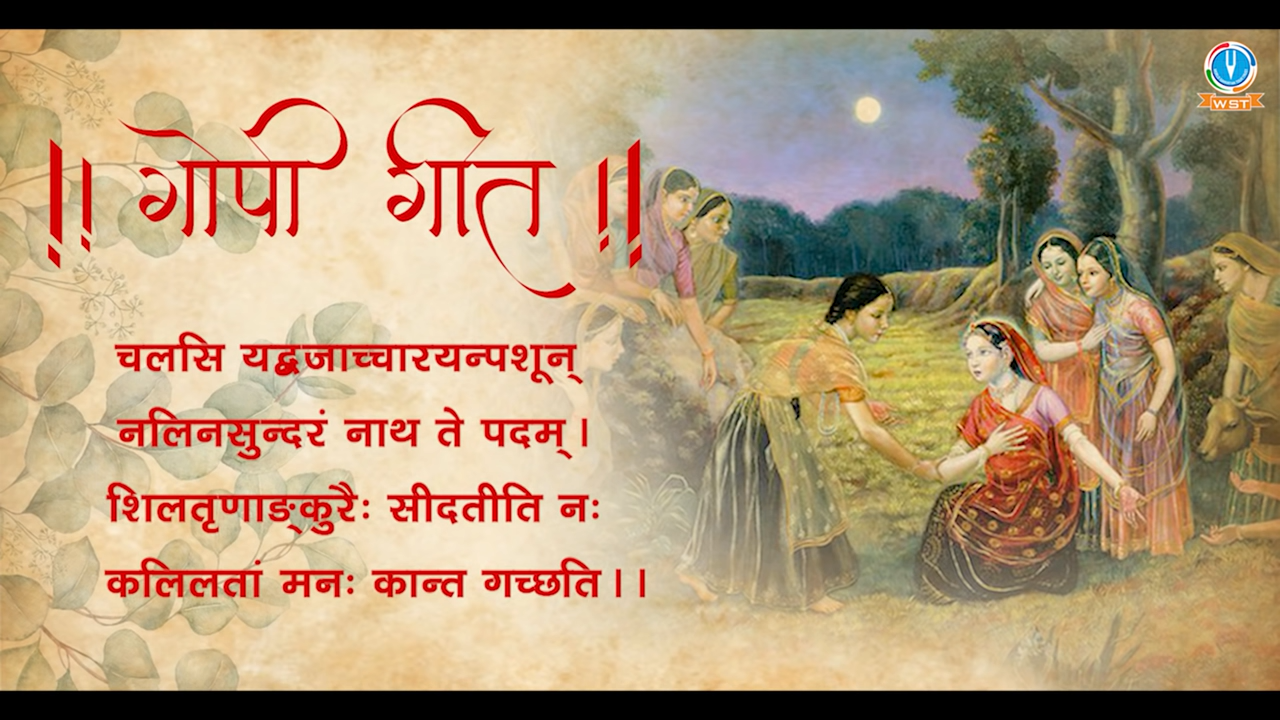 ।। गोपी गीत ।।
WST
चलसि यद्व्रजाच्चारयन्पशून्
नलिनसुन्दरं नाथ ते पदम्।
शिलतृणाङ्कुरैः सीदतीति नः
कलिलतां मनः कान्त गच्छति।।